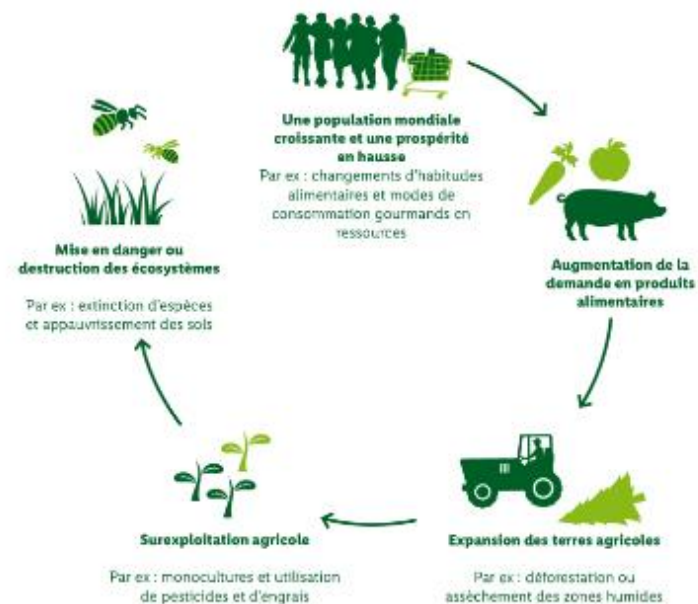 Une population mondiale
croissante et une prospérité
en hausse
Par ex : changements d'habitudes
alimentaires et modes de
consommation gourmands en
ressources
Augmentation de la
demande en produits
alimentaires
Expansion des terres agricoles
Par ex : déforestation ou
assèchement des zones humides
Surexploitation agricole
Par ex : monocultures et utilisation
de pesticides et d'engrais
Mise en danger ou
destruction des écosystèmes
Par ex : extinction d'espèces
et appauvrissement des sols